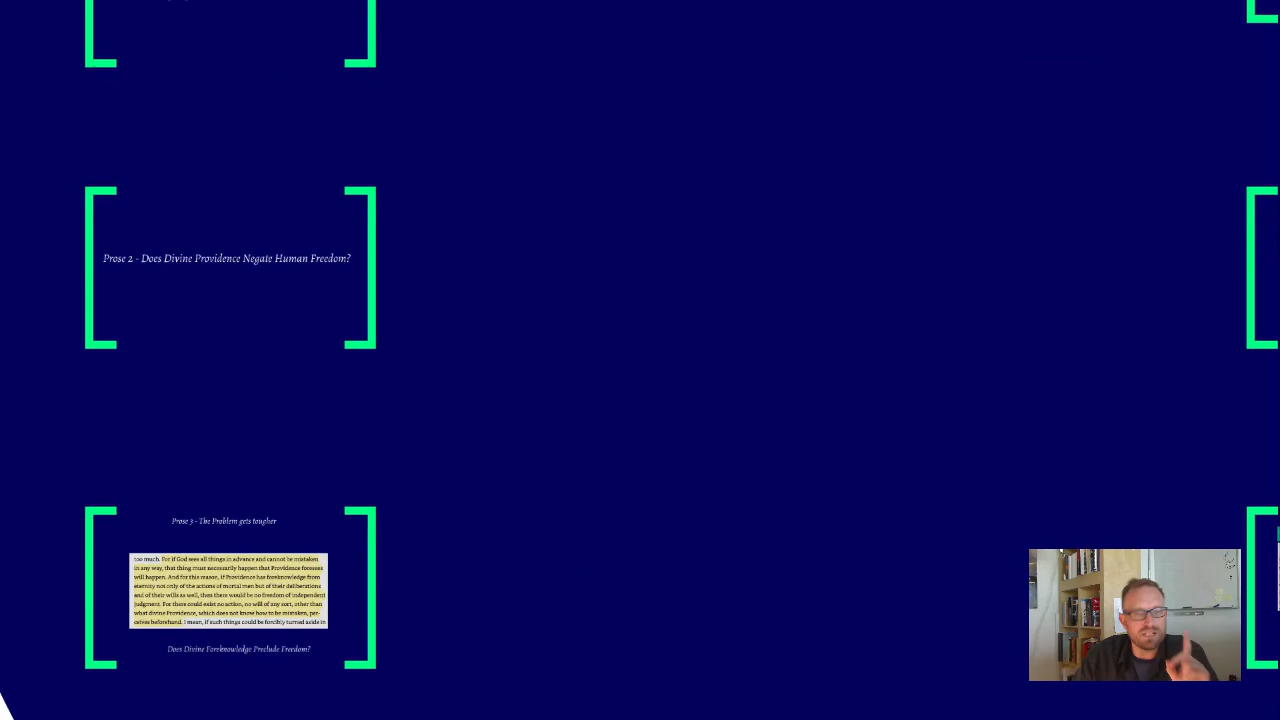 Prose 2 - Does Divine Providence Negate Human Freedom?
Prose 3 - The Problem gets tougher
too much. For if God sees all things in advance and cannot be mistaken
in any way, that thing must necessarily happen that Providence foresees
will happen. And for this reason, if Providence has foreknowledge from
eternity not only of the actions of mortal men but of their deliberations
and of their wills as well, then there would be no freedom of independent
judgment. For there could exist no action, no will of any sort, other than
what divine Providence, which does not know how to be mistaken, per-
ceives beforehand. I mean, if such things could be forcibly turned aside in
Does Divine Foreknowledge Preclude Freedom?